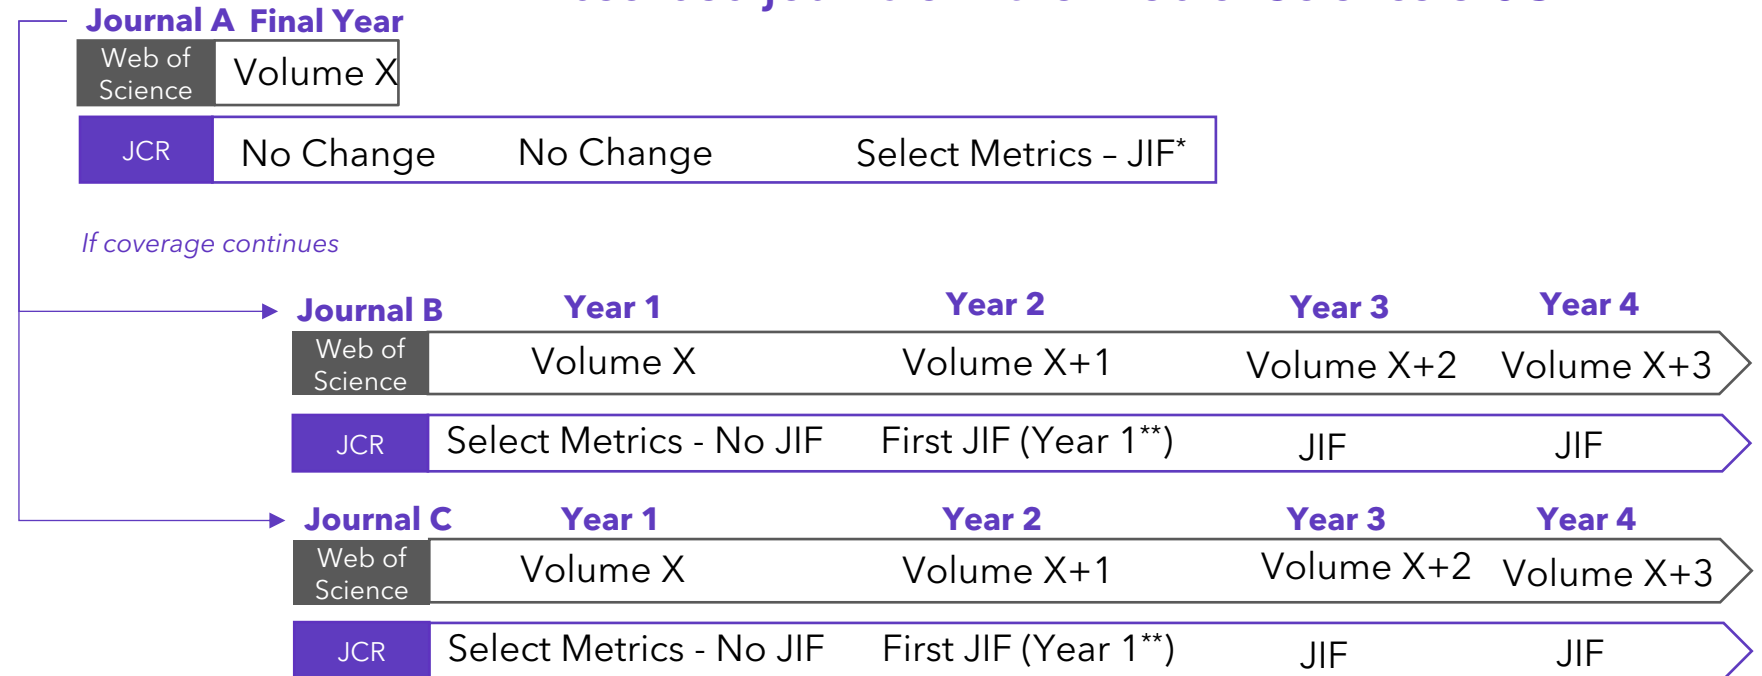 Journal A Final Year
Web of
Science
Volume X
JCR
No Change
No Change
Select Metrics – JIF*
If coverage continues
Journal B
Year 1
Year 2
Year 3
Year 4
Web of
Science
Volume X
Volume X+1
Volume X+2
Volume X+3
JCR
Select Metrics - No JIF
First JIF (Year 1**)
JIF
JIF
Journal C
Year 1
Year 2
Year 3
Year 4
Web of
Science
Volume X
Volume X+1
Volume X+2
Volume X+3
JCR
Select Metrics - No JIF
First JIF (Year 1**)
JIF
JIF